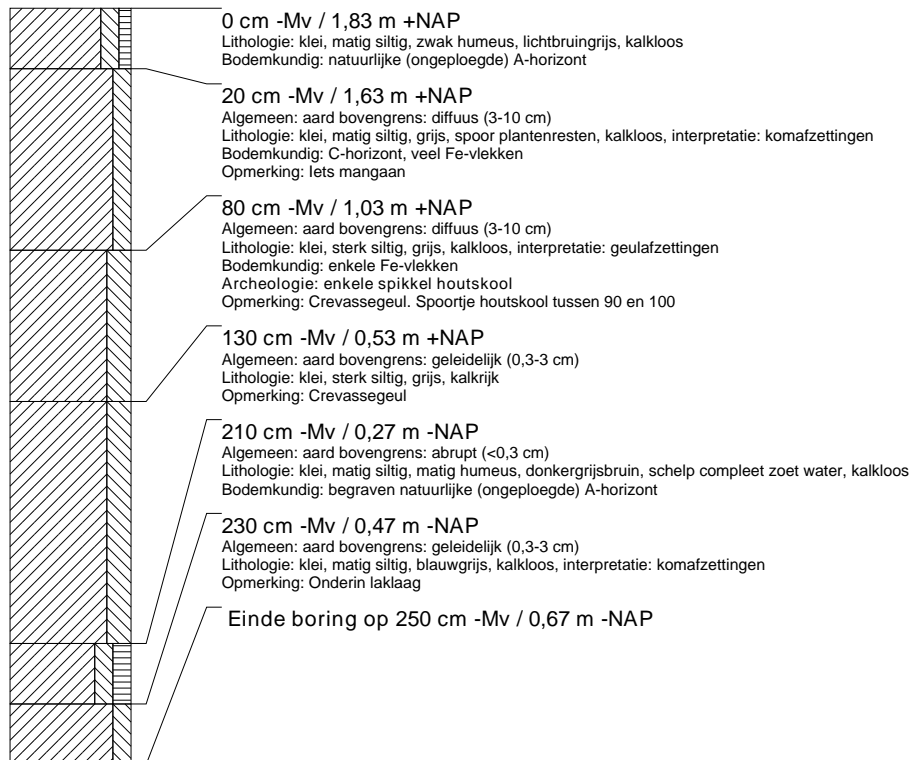 0 cm -Mv / 1,83 m +NAP
Lithologie: klei, matig siltig, zwak humeus, lichtbruingrijs, kalkloos
Bodemkundig: natuurlijke (ongeploegde) A-horizont
20 cm -Mv / 1,63 m +NAP
Algemeen: aard bovengrens: diffuus (3-10 cm)
Lithologie: klei, matig siltig, grijs, spoor plantenresten, kalkloos, interpretatie: komafzettingen
Bodemkundig: C-horizont, veel Fe-vlekken
Opmerking: Iets mangaan
80 cm -Mv / 1,03 m +NAP
Algemeen: aard bovengrens: diffuus (3-10 cm)
Lithologie: klei, sterk siltig, grijs, kalkloos, interpretatie: geulafzettingen
Bodemkundig: enkele Fe-vlekken
Archeologie: enkele spikkel houtskool
Opmerking: Crevassegeul. Spoortje houtskool tussen 90 en 100
130 cm -Mv / 0,53 m +NAP
Algemeen: aard bovengrens: geleidelijk (0,3-3 cm)
Lithologie: klei, sterk siltig, grijs, kalkrijk
Opmerking: Crevassegeul
210 cm -Mv / 0,27 m -NAP
Algemeen: aard bovengrens: abrupt (<0,3 cm)
Lithologie: klei, matig siltig, matig humeus, donkergrijsbruin, schelp compleet zoet water, kalkloos
Bodemkundig: begraven natuurlijke (ongeploegde) A-horizont
230 cm -Mv / 0,47 m -NAP
Algemeen: aard bovengrens: geleidelijk (0,3-3 cm)
Lithologie: klei, matig siltig, blauwgrijs, kalkloos, interpretatie: komafzettingen
Opmerking: Onderin laklaag
Einde boring op 250 cm -Mv / 0,67 m -NAP